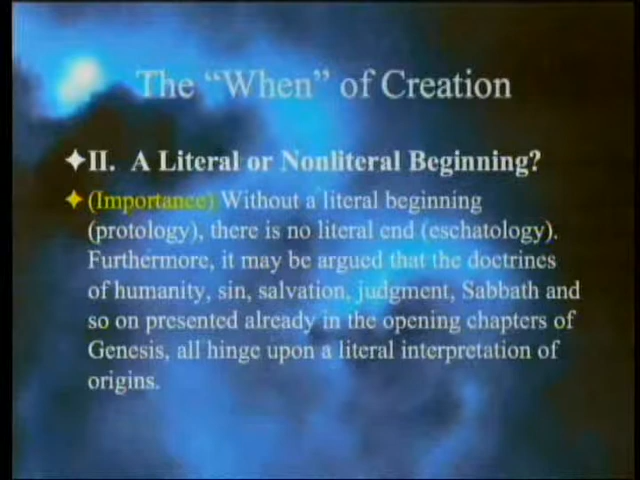 The “When” of Creation
II. A Literal or Nonliteral Beginning?
(Importance) Without a literal beginning
(protology), there is no literal end (eschatology).
Furthermore, it may be argued that the doctrines
of humanity, sin, salvation, judgment, Sabbath and
so on presented already in the opening chapters of
Genesis, all hinge upon a literal interpretation of
origins.